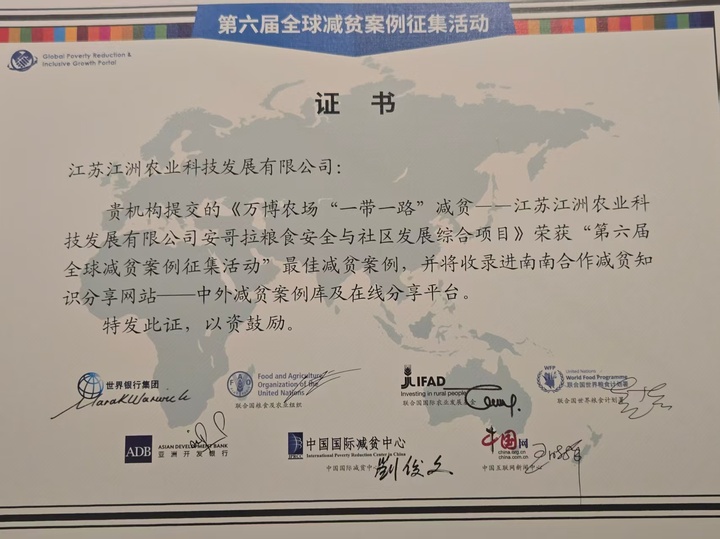 第六届全球减贫案例征集活动
Global Poverty Reduction &
Inclusive Growth Portal
证 书
江苏江洲农业科技发展有限公司：
贵机构提交的《万博农场“一带一路”减贫——江苏江洲农业科
技发展有限公司安哥拉粮食安全与社区发展综合项目》荣获“第六届
全球减贫案例征集活动”最佳减贫案例，并将收录进南南合作减贫知
识分享网站——中外减贫案例库及在线分享平台。
特发此证，以资鼓励。
世界银行集团
FAO
Food and Agriculture
Organization of the
United Nations
联合国粮食及农业组织
JLIFAD
Investing in rural people
联合国国际农业发展基金
WFP
United Nations
World Food Programme
联合国世界粮食计划署
ADB
ASIAN DEVELOPMENT BANK
亚洲开发银行
IPRCC
中国国际减贫中心
International Poverty Reduction Center in China
中国国际减贫中心
刘俊文
中国网
china.org.cn
china.com.cn
中国互联网新闻中心